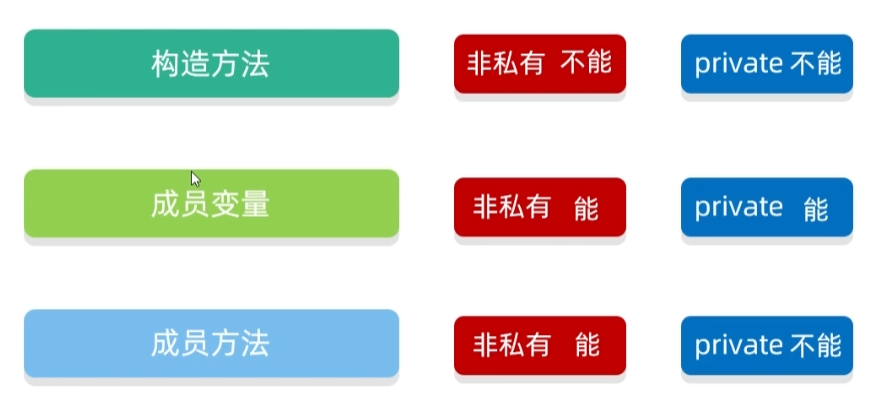 构造方法 非私有 不能 private 不能
成员变量 非私有 能 private 能
成员方法 非私有 能 private 不能